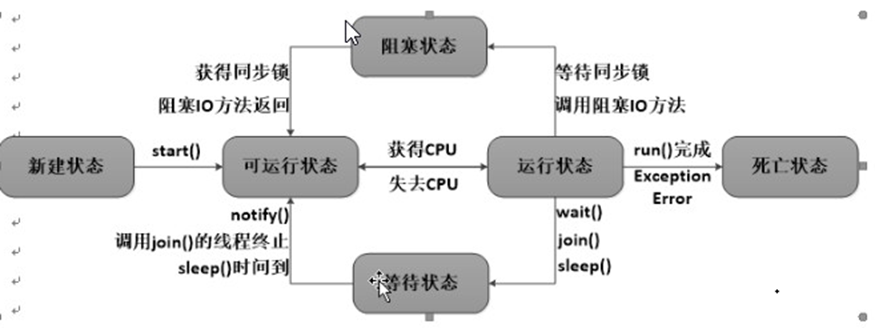 阻塞状态
获得同步锁
阻塞IO方法返回
等待同步锁
调用阻塞IO方法
新建状态
start()
可运行状态
获得CPU
失去CPU
运行状态
run()完成
Exception
Error
死亡状态
notify()
调用join()的线程终止
sleep()时间到
wait()
join()
sleep()
等待状态